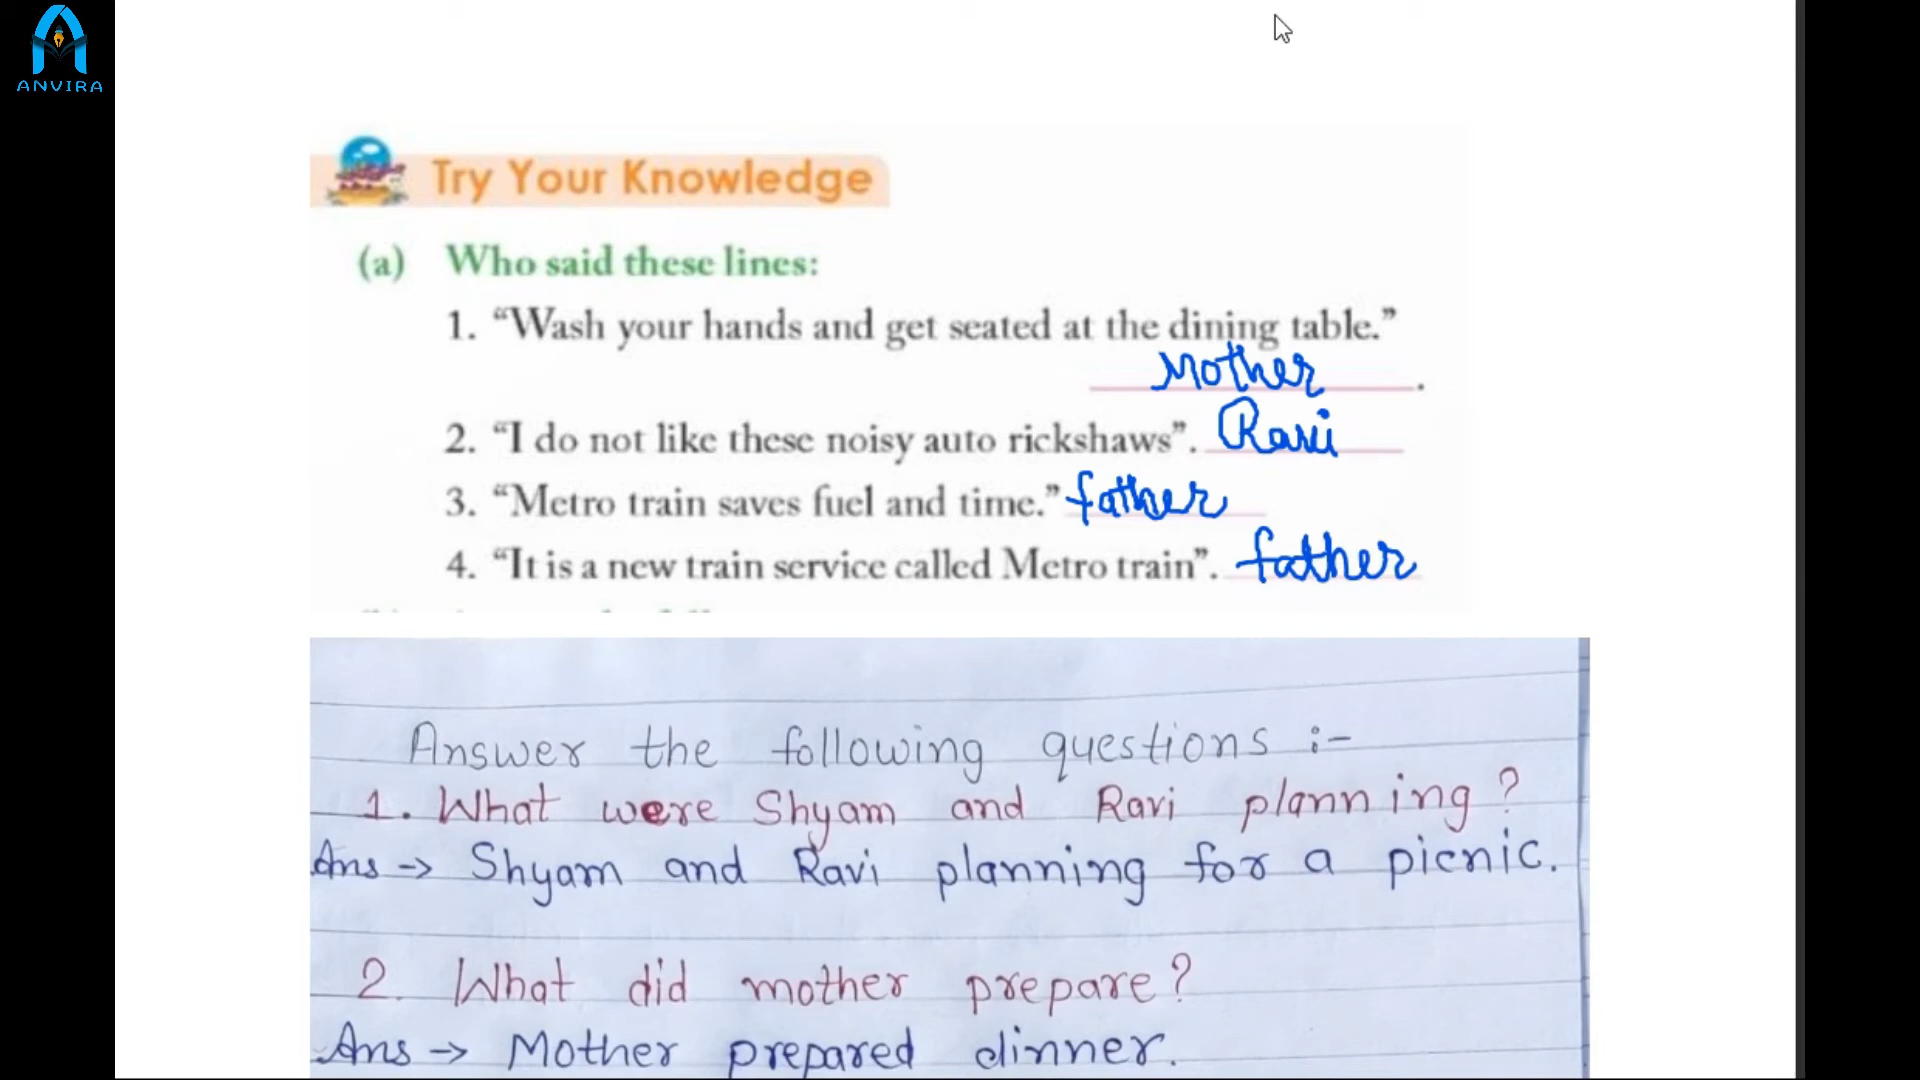 ANVIRA
Try Your Knowledge
(a) Who said these lines:
1. “Wash your hands and get seated at the dining table.”
Mother.
2. “I do not like these noisy auto rickshaws”. Ravi
3. “Metro train saves fuel and time.” father
4. “It is a new train service called Metro train”. father
Answer the following questions :-
1. What were Shyam and Ravi planning?
Ans → Shyam and Ravi planning for a picnic.
2. What did mother prepare?
Ans → Mother prepared dinner.